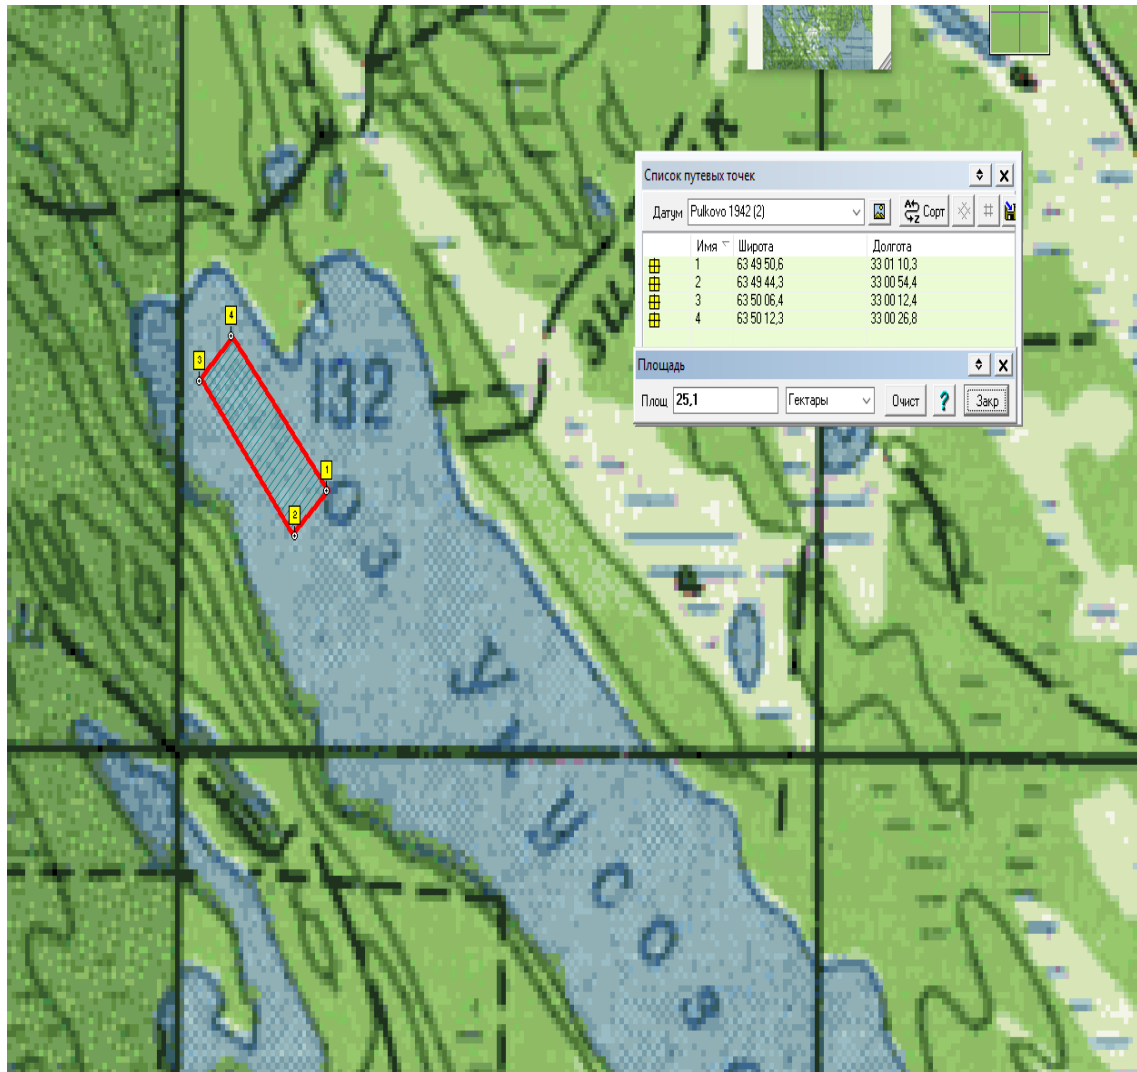 Список путевых точек
Датум Pulkovo 1942 (2) Сорт
Имя Широта Долгота
1 63 49 50,6 33 01 10,3
2 63 49 44,3 33 00 54,4
3 63 50 06,4 33 00 12,4
4 63 50 12,3 33 00 26,8
Площадь
Площ 25,1 Гектары Очист ? Закр
4
3
132
1
2